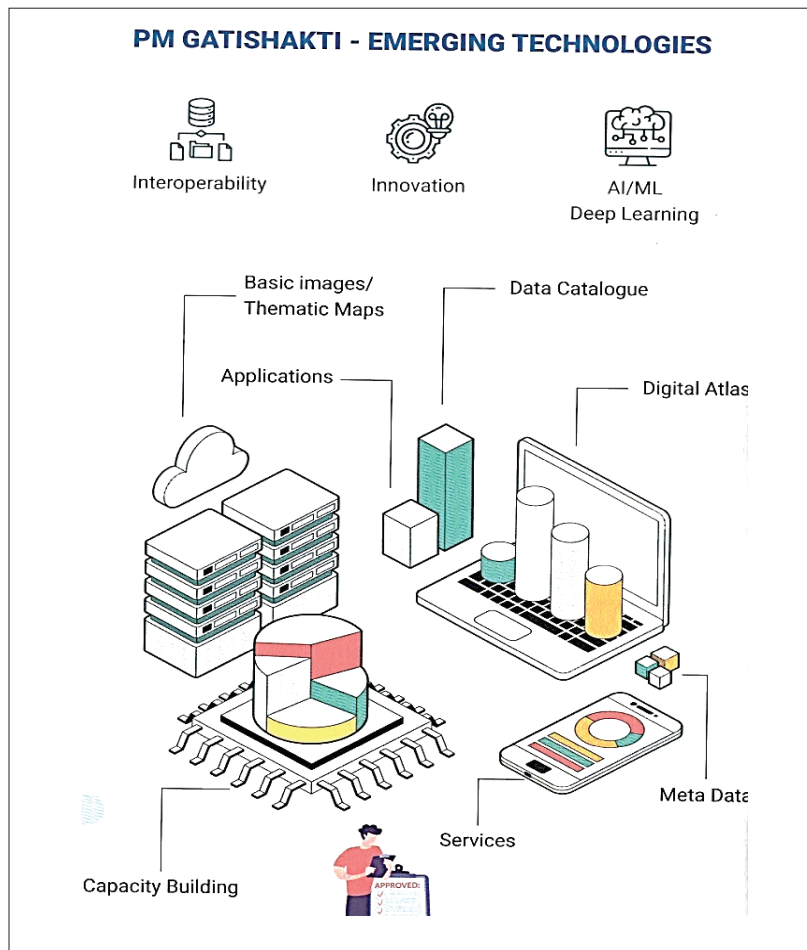 PM GATISHAKTI - EMERGING TECHNOLOGIES
Interoperability
Innovation
AI/ML
Deep Learning
Basic images/
Thematic Maps
Data Catalogue
Applications
Digital Atlas
Meta Data
Services
Capacity Building
APPROVED: